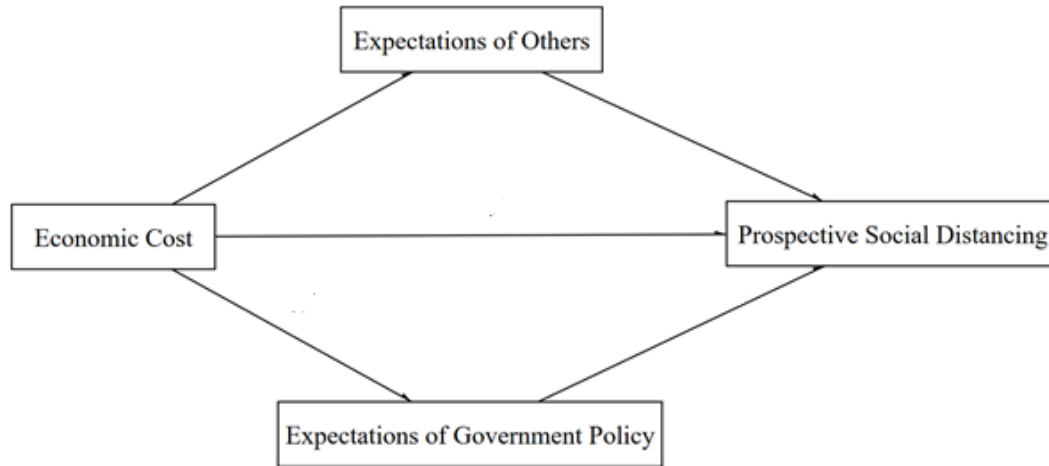 Expectations of Others
Economic Cost
Prospective Social Distancing
Expectations of Government Policy